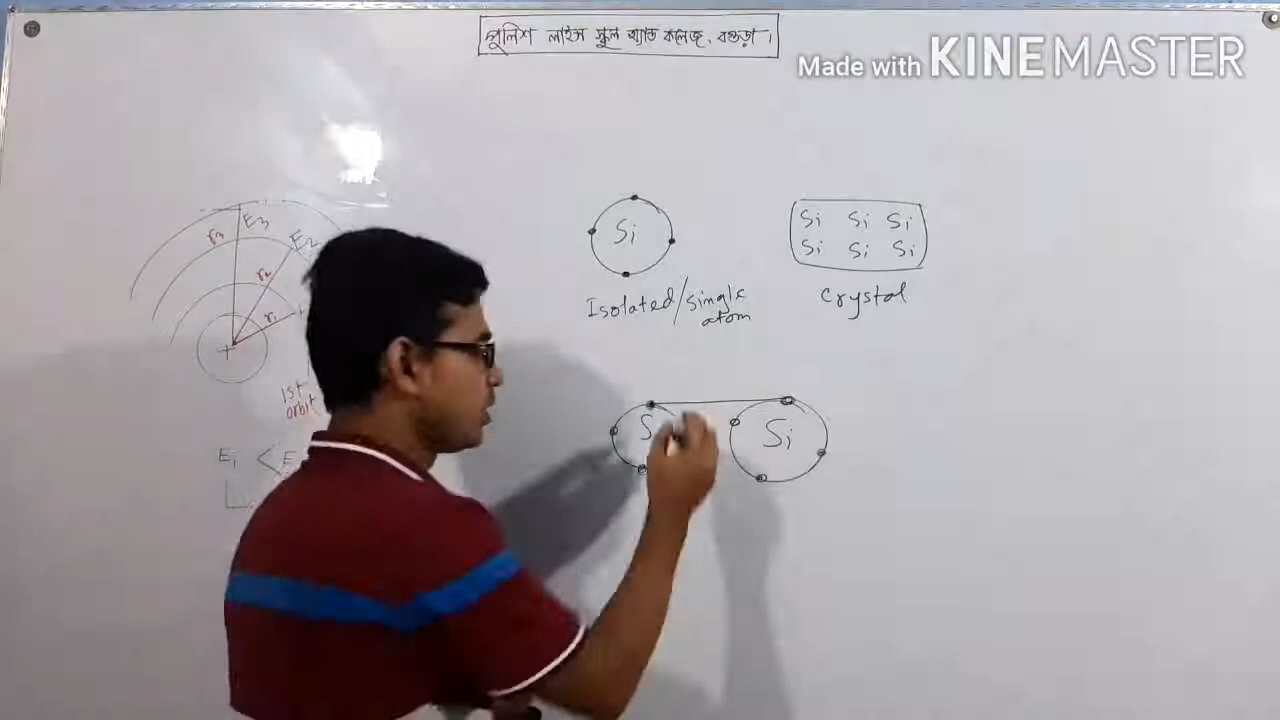 পুলিশ লাইন্স স্কুল অ্যান্ড কলেজ, বগুড়া।
Made with KINEMASTER
E3
r3
E2
r2
r1
+
1st
orbit
E1 <
Si
Isolated/single
atom
Si Si Si
Si Si Si
Crystal
Si